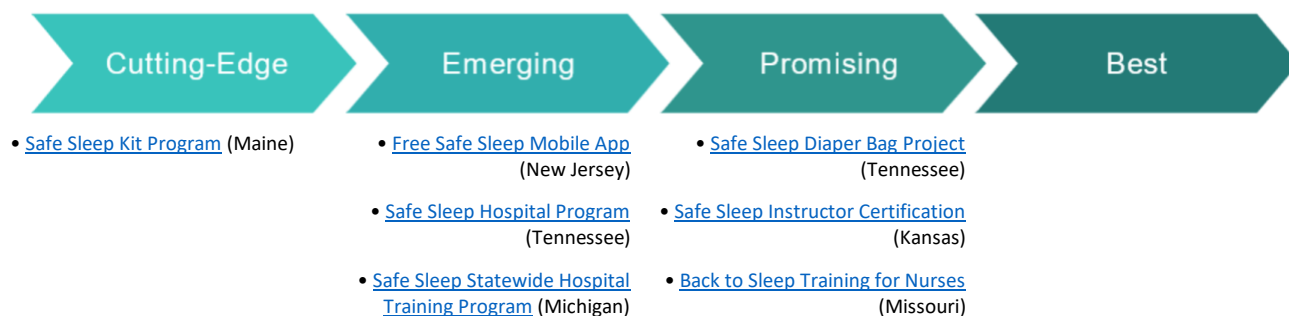 Cutting-Edge
Emerging
Promising
Best
• Safe Sleep Kit Program (Maine)
• Free Safe Sleep Mobile App
(New Jersey)
• Safe Sleep Hospital Program
(Tennessee)
• Safe Sleep Statewide Hospital
Training Program (Michigan)
• Safe Sleep Diaper Bag Project
(Tennessee)
• Safe Sleep Instructor Certification
(Kansas)
• Back to Sleep Training for Nurses
(Missouri)